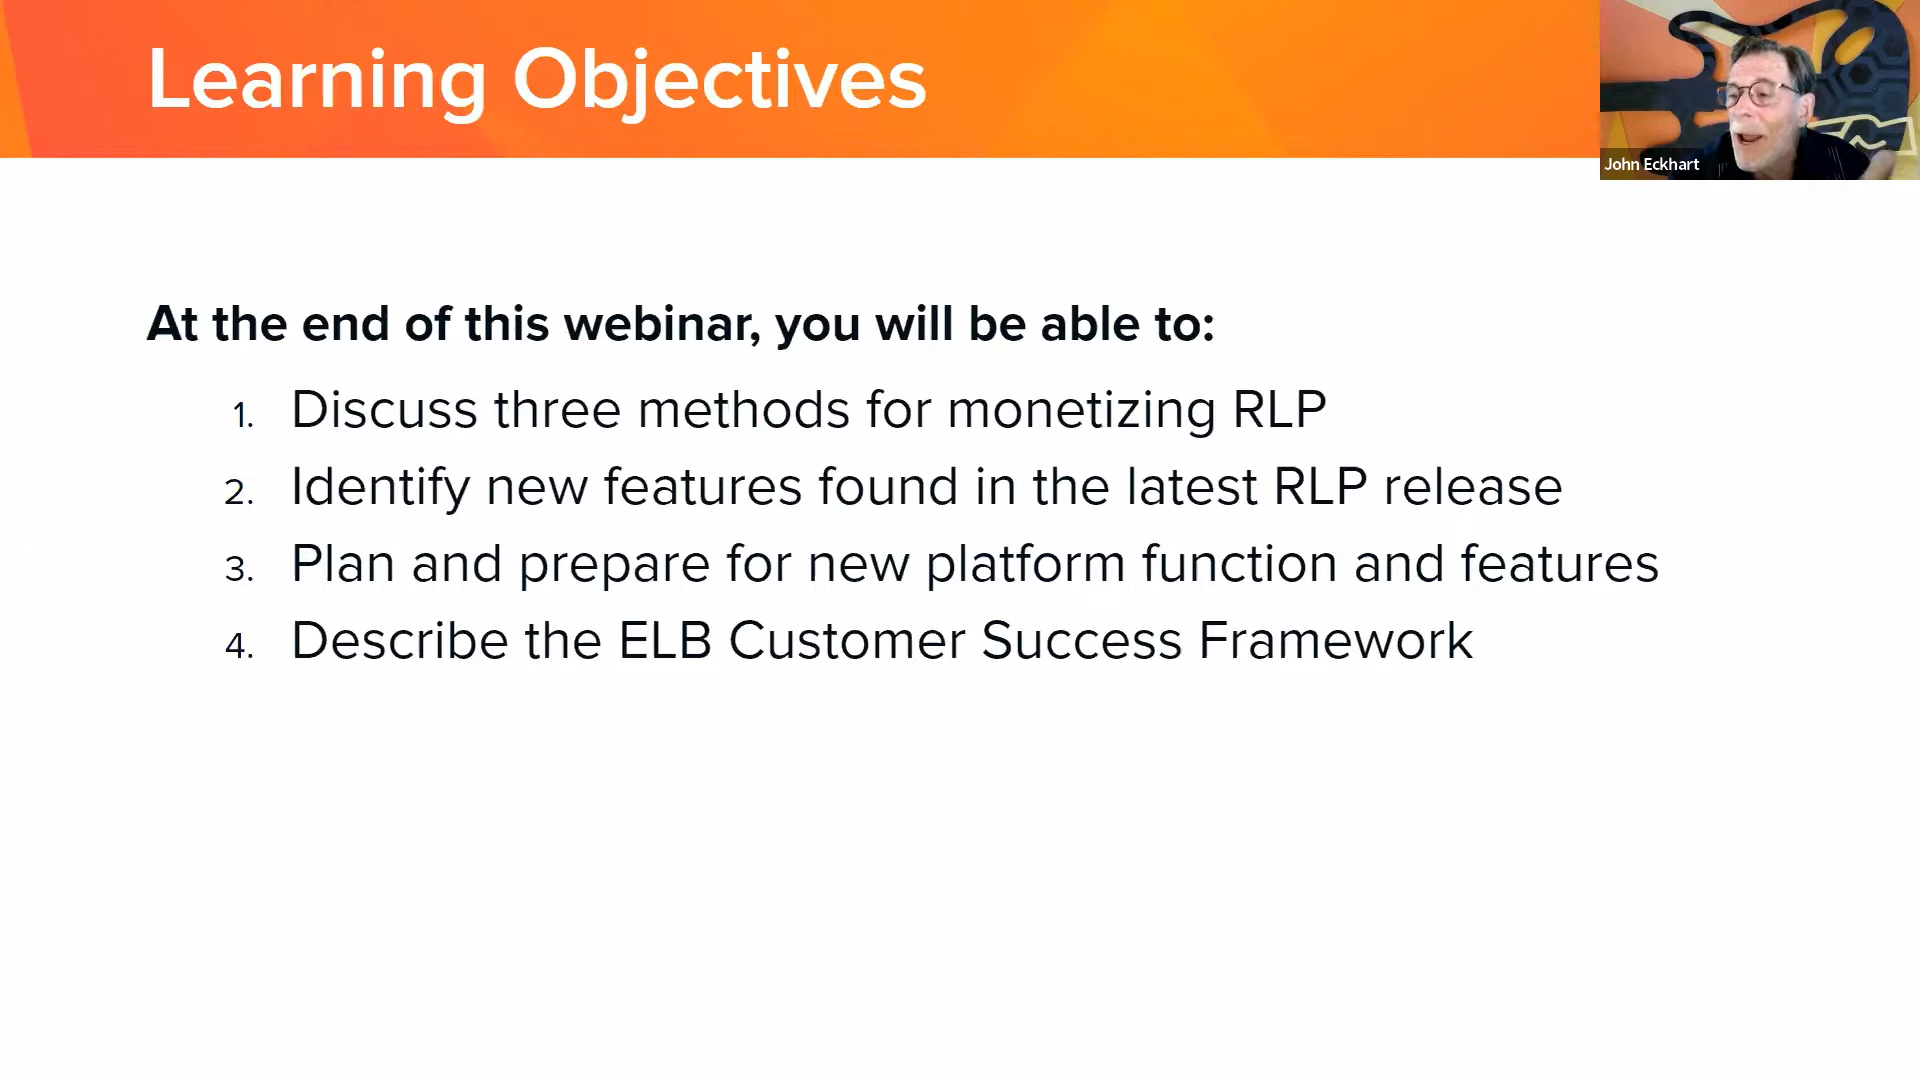 Learning Objectives
John Eckhart
At the end of this webinar, you will be able to:
1. Discuss three methods for monetizing RLP
2. Identify new features found in the latest RLP release
3. Plan and prepare for new platform function and features
4. Describe the ELB Customer Success Framework